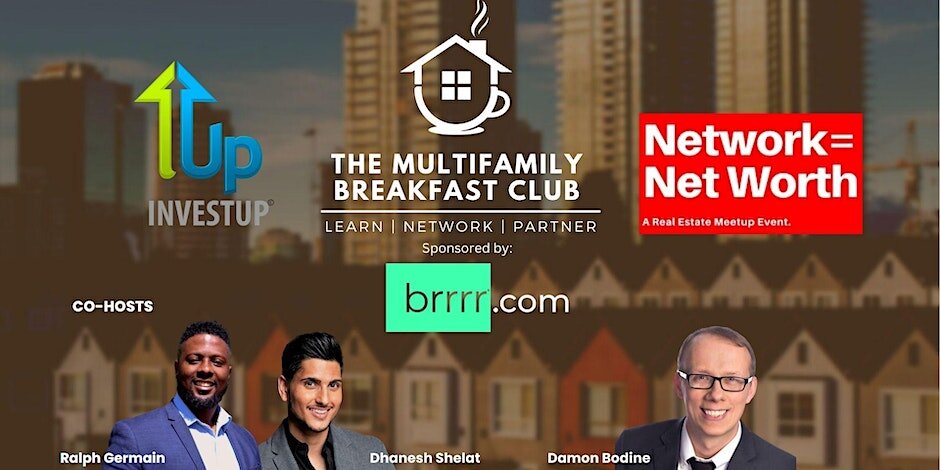 Up
INVESTUP®
THE MULTIFAMILY
BREAKFAST CLUB
LEARN | NETWORK | PARTNER
Network=
Net Worth
A Real Estate Meetup Event.
Sponsored by:
brrrr.com
CO-HOSTS
Ralph Germain
Dhanesh Shelat
Damon Bodine